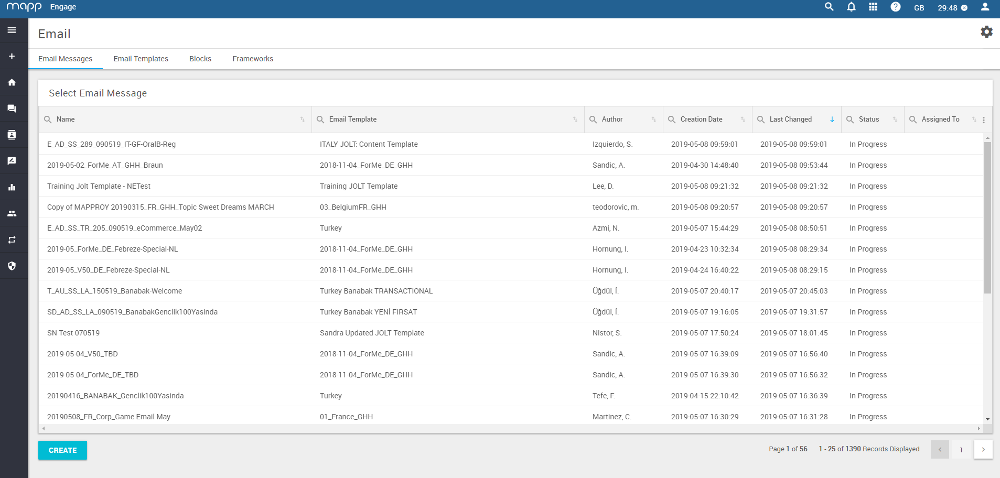 mapp Engage GB 29:48
Email
Email Messages Email Templates Blocks Frameworks
Select Email Message
Name Email Template Author Creation Date Last Changed Status Assigned To
E_AD_SS_289_090519_IT-GF-OralB-Reg ITALY JOLT: Content Template Izquierdo, S. 2019-05-08 09:59:01 2019-05-08 09:59:01 In Progress
2019-05-02_ForMe_AT_GHH_Braun 2018-11-04_ForMe_DE_GHH Sandic, A. 2019-04-30 14:48:40 2019-05-08 09:53:44 In Progress
Training Jolt Template - NETest Training JOLT Template Lee, D. 2019-05-08 09:21:32 2019-05-08 09:21:32 In Progress
Copy of MAPPROY 20190315_FR_GHH_Topic Sweet Dreams MARCH 03_BelgiumFR_GHH teodorovic, m. 2019-05-08 09:20:57 2019-05-08 09:20:57 In Progress
E_AD_SS_TR_205_090519_eCommerce_May02 Turkey Azmi, N. 2019-05-07 15:44:29 2019-05-08 08:50:51 In Progress
2019-05_ForMe_DE_Febreze-Special-NL 2018-11-04_ForMe_DE_GHH Hornung, I. 2019-04-23 10:32:34 2019-05-08 08:29:34 In Progress
2019-05_V50_DE_Febreze-Special-NL 2018-11-04_ForMe_DE_GHH Hornung, I. 2019-04-24 16:40:22 2019-05-08 08:29:15 In Progress
T_AU_SS_LA_150519_Banabak-Welcome Turkey Banabak TRANSACTIONAL Üğdül, İ. 2019-05-07 20:40:17 2019-05-07 20:45:03 In Progress
SD_AD_SS_LA_090519_BanabakGenclik100Yasinda Turkey Banabak YENİ FIRSAT Üğdül, İ. 2019-05-07 19:16:05 2019-05-07 19:31:57 In Progress
SN Test 070519 Sandra Updated JOLT Template Nistor, S. 2019-05-07 17:50:24 2019-05-07 18:01:45 In Progress
2019-05-04_V50_TBD 2018-11-04_ForMe_DE_GHH Sandic, A. 2019-05-07 16:39:09 2019-05-07 16:56:40 In Progress
2019-05-04_ForMe_DE_TBD 2018-11-04_ForMe_DE_GHH Sandic, A. 2019-05-07 16:39:30 2019-05-07 16:56:32 In Progress
20190416_BANABAK_Genclik100Yasinda Turkey Tefe, F. 2019-04-15 22:10:42 2019-05-07 16:36:39 In Progress
20190508_FR_Corp_Game Email May 01_France_GHH Martinez, C. 2019-05-07 16:30:29 2019-05-07 16:31:28 In Progress
CREATE Page 1 of 56 1 - 25 of 1390 Records Displayed 1